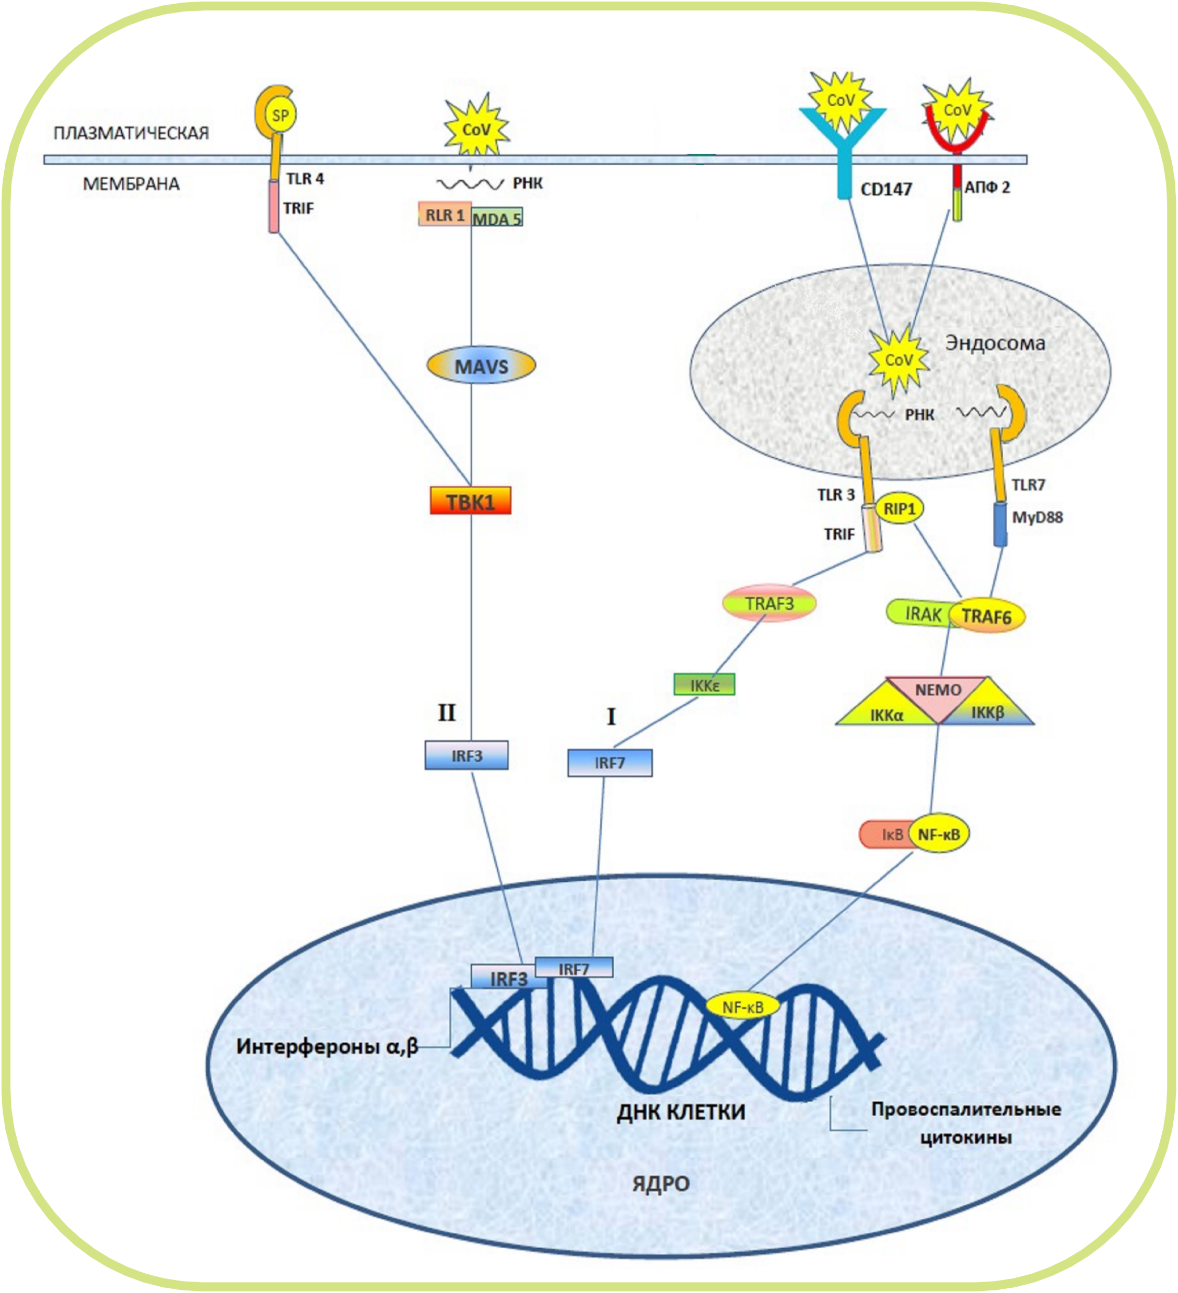 SP
CoV
CoV
CoV
ПЛАЗМАТИЧЕСКАЯ
МЕМБРАНА
TLR 4
TRIF
РНК
RLR 1
MDA 5
CD147
АПФ 2
CoV
Эндосома
РНК
MAVS
TBK1
TLR 3
RIP1
TRIF
TLR7
MyD88
TRAF3
IRAK
TRAF6
IKKε
NEMO
IKKα
IKKβ
II
I
IRF3
IRF7
IκB
NF-κB
IRF3
IRF7
NF-κB
Интерфероны α,β
ДНК КЛЕТКИ
Провоспалительные
цитокины
ЯДРО